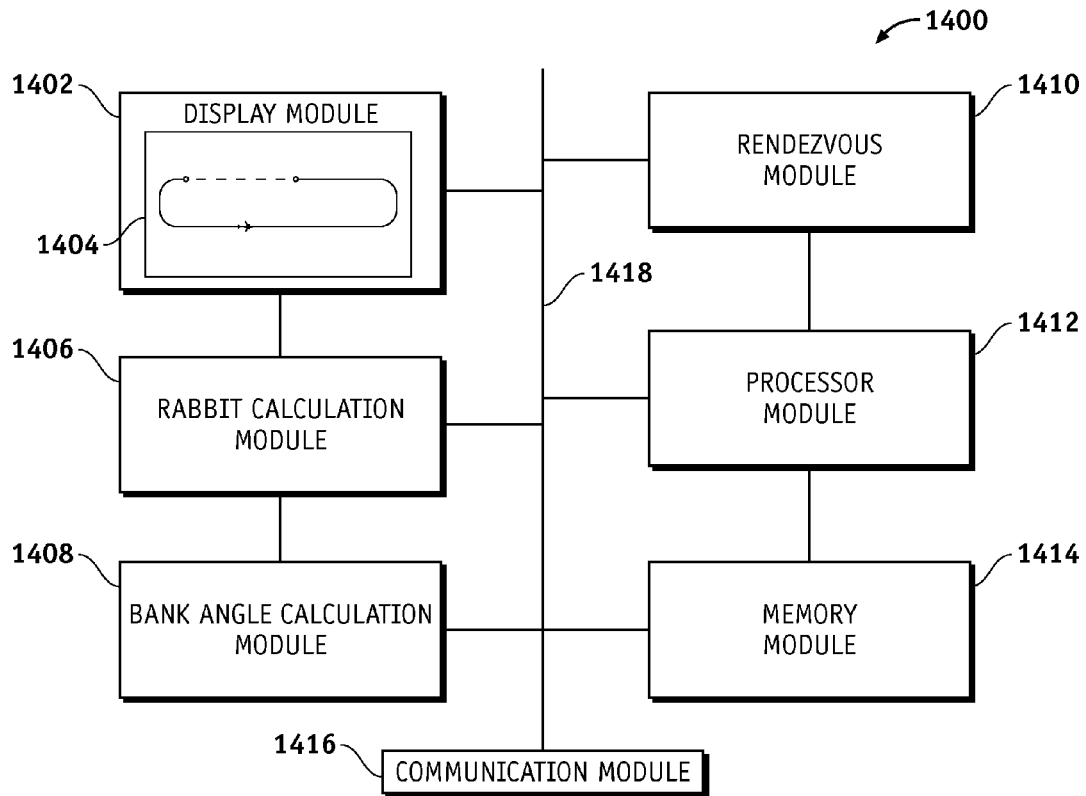 1400
1402
DISPLAY MODULE
1404
1410
RENDEZVOUS
MODULE
1418
1406
RABBIT CALCULATION
MODULE
1412
PROCESSOR
MODULE
1408
BANK ANGLE CALCULATION
MODULE
1414
MEMORY
MODULE
1416
COMMUNICATION MODULE